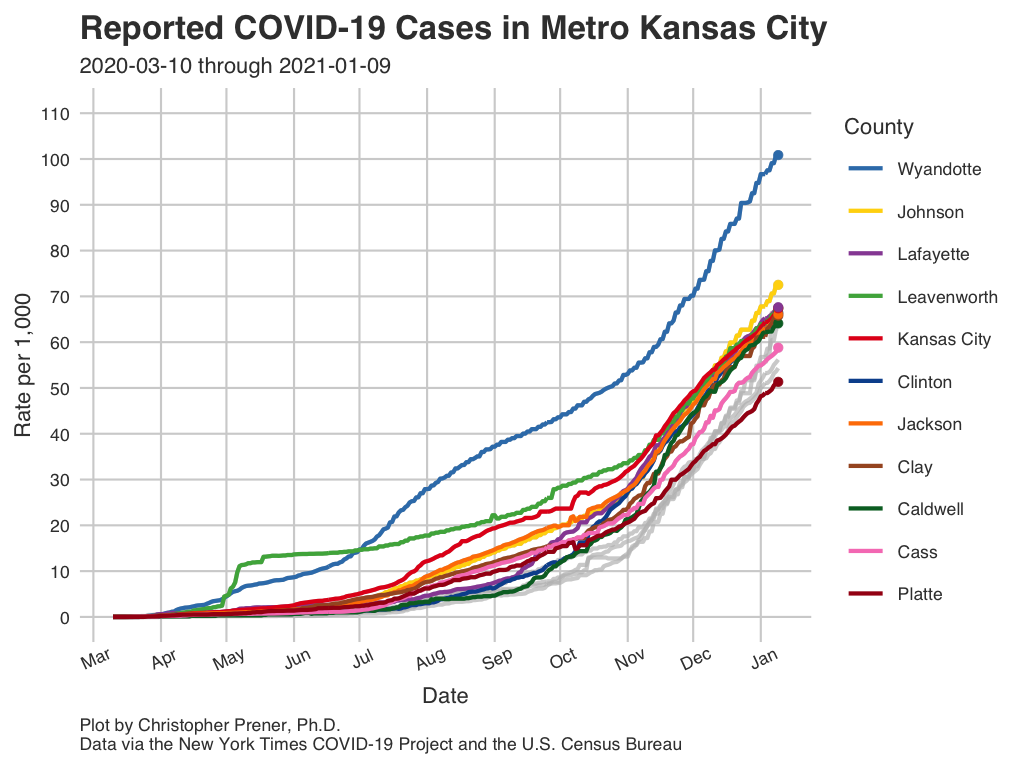 Reported COVID-19 Cases in Metro Kansas City
2020-03-10 through 2021-01-09
Rate per 1,000
110
100
90
80
70
60
50
40
30
20
10
0
Mar
Apr
May
Jun
Jul
Aug
Sep
Oct
Nov
Dec
Jan
Date
County
Wyandotte
Johnson
Lafayette
Leavenworth
Kansas City
Clinton
Jackson
Clay
Caldwell
Cass
Platte
Plot by Christopher Prener, Ph.D.
Data via the New York Times COVID-19 Project and the U.S. Census Bureau